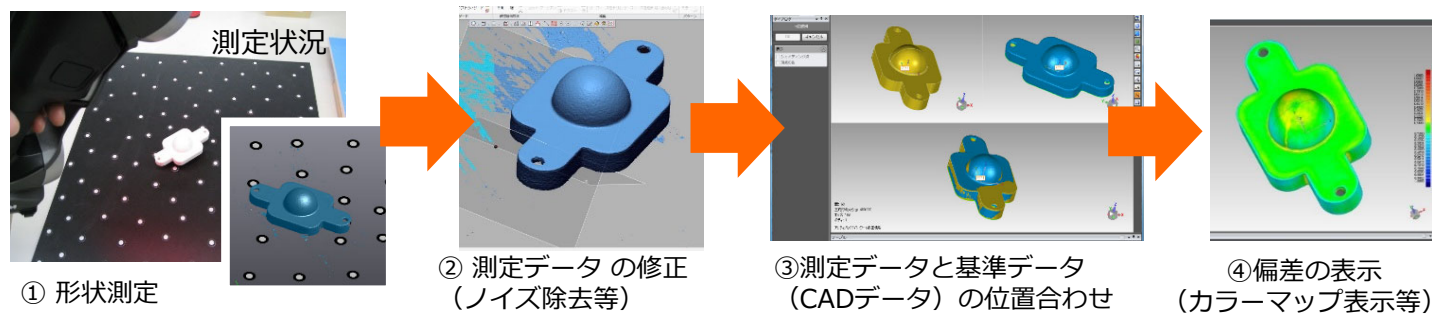 測定状況
① 形状測定
② 測定データ の修正
（ノイズ除去等）
③測定データと基準データ
（CADデータ）の位置合わせ
④偏差の表示
（カラーマップ表示等）